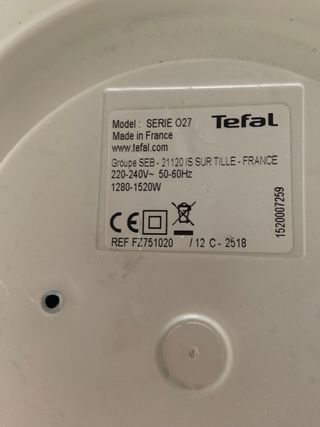 Model : SERIE O27 Tefal
Made in France
www.tefal.com
Groupe SEB - 21120 IS SUR TILLE - FRANCE
220-240V~ 50-60Hz
1280-1520W
CE
REF FZ751020 /12 C - 2518
1520007259